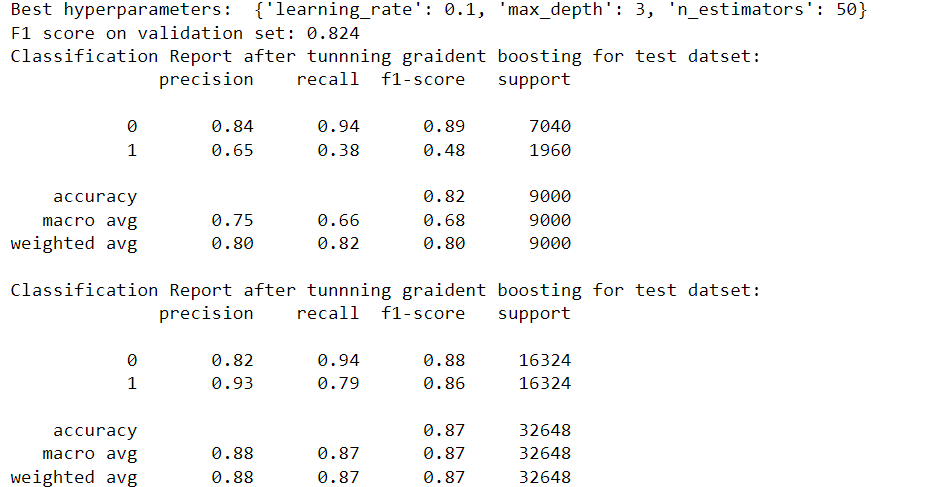 Best hyperparameters:  {'learning_rate': 0.1, 'max_depth': 3, 'n_estimators': 50}
F1 score on validation set: 0.824
Classification Report after tunnning graident boosting for test datset:
              precision    recall  f1-score   support

           0       0.84      0.94      0.89      7040
           1       0.65      0.38      0.48      1960

    accuracy                           0.82      9000
   macro avg       0.75      0.66      0.68      9000
weighted avg       0.80      0.82      0.80      9000

Classification Report after tunnning graident boosting for test datset:
              precision    recall  f1-score   support

           0       0.82      0.94      0.88     16324
           1       0.93      0.79      0.86     16324

    accuracy                           0.87     32648
   macro avg       0.88      0.87      0.87     32648
weighted avg       0.88      0.87      0.87     32648